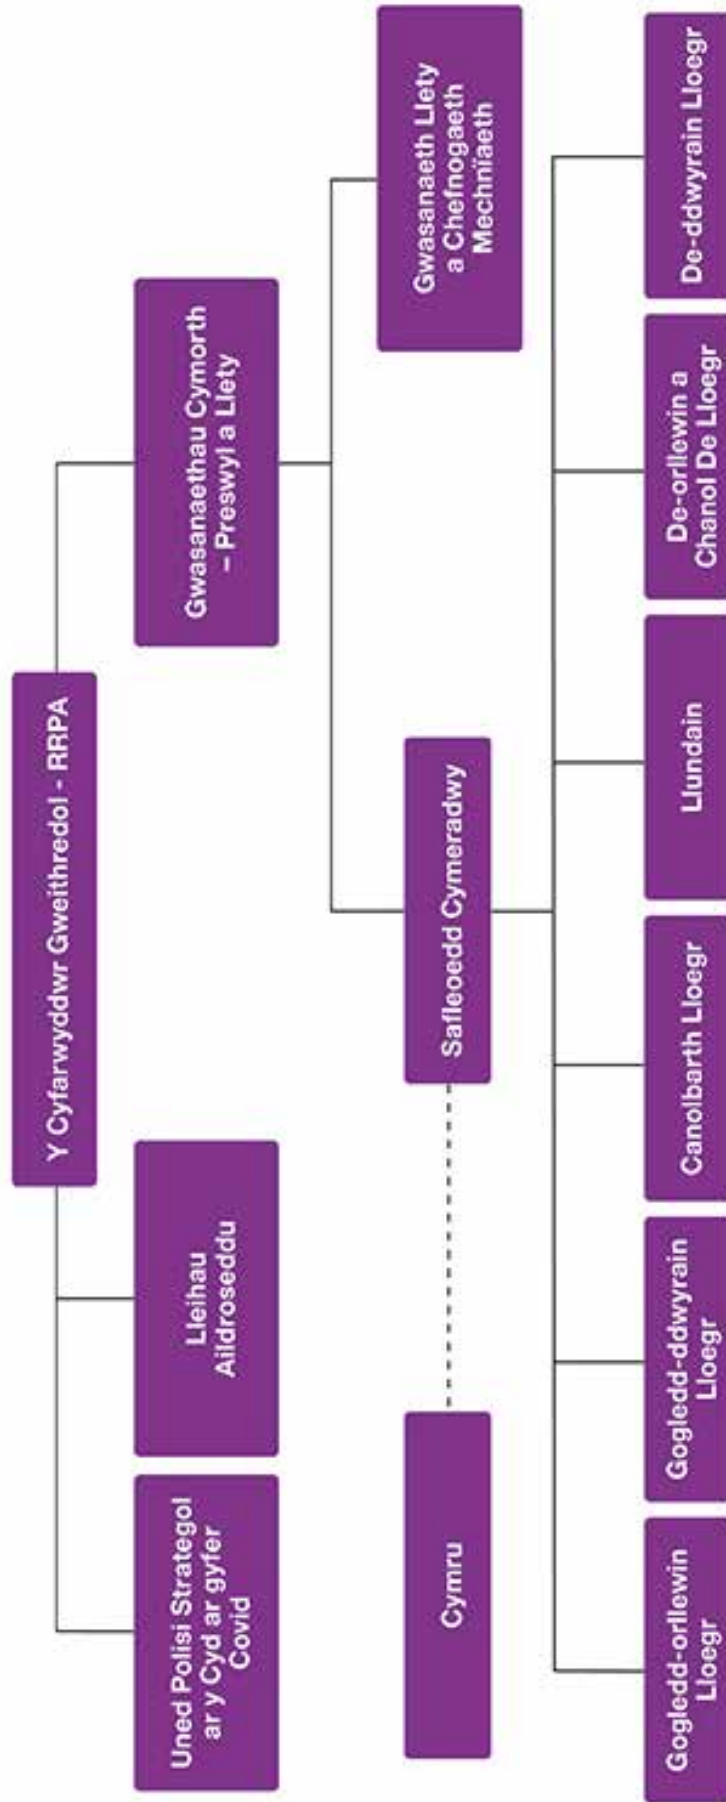 Y Cyfarwyddwr Gweithredol - RRPA
Uned Polisi Strategol
ar y Cyd ar gyfer
Covid
Lleihau
Aildroseddu
Gwasanaethau Cymorth
– Preswyl a Llety
Cymru
Safleoedd Cymeradwy
Gwasanaeth Llety
a Chefnogaeth
Mechnïaeth
Gogledd-orllewin
Lloegr
Gogledd-ddwyrain
Lloegr
Canolbarth Lloegr
Llundain
De-orllewin a
Chanol De Lloegr
De-ddwyrain Lloegr